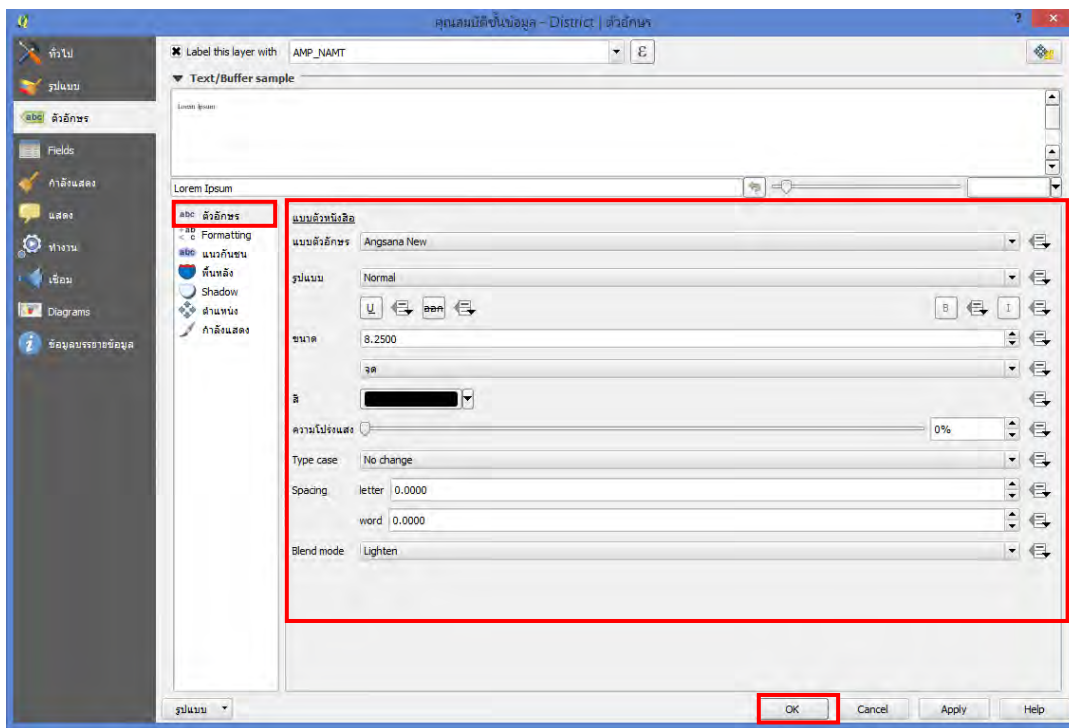 คุณสมบัติชั้นข้อมูล - District | ตัวอักษร
?
ทั่วไป
รูปแบบ
abc ตัวอักษร
Fields
กำลังแสดง
แสดง
ทำงาน
เชื่อม
Diagrams
ข้อมูลบรรยายข้อมูล
Label this layer with AMP_NAMT ε
Text/Buffer sample
Lorem Ipsum
Lorem Ipsum
abc ตัวอักษร
Formatting
abc แนวกันชน
พื้นหลัง
Shadow
ตำแหน่ง
กำลังแสดง
แบบตัวหนังสือ
แบบตัวอักษร Angsana New
รูปแบบ Normal
U ออก B I
ขนาด 8.2500
จุด
สี
ความโปร่งแสง 0%
Type case No change
Spacing letter 0.0000
word 0.0000
Blend mode Lighten
รูปแบบ OK Cancel Apply Help